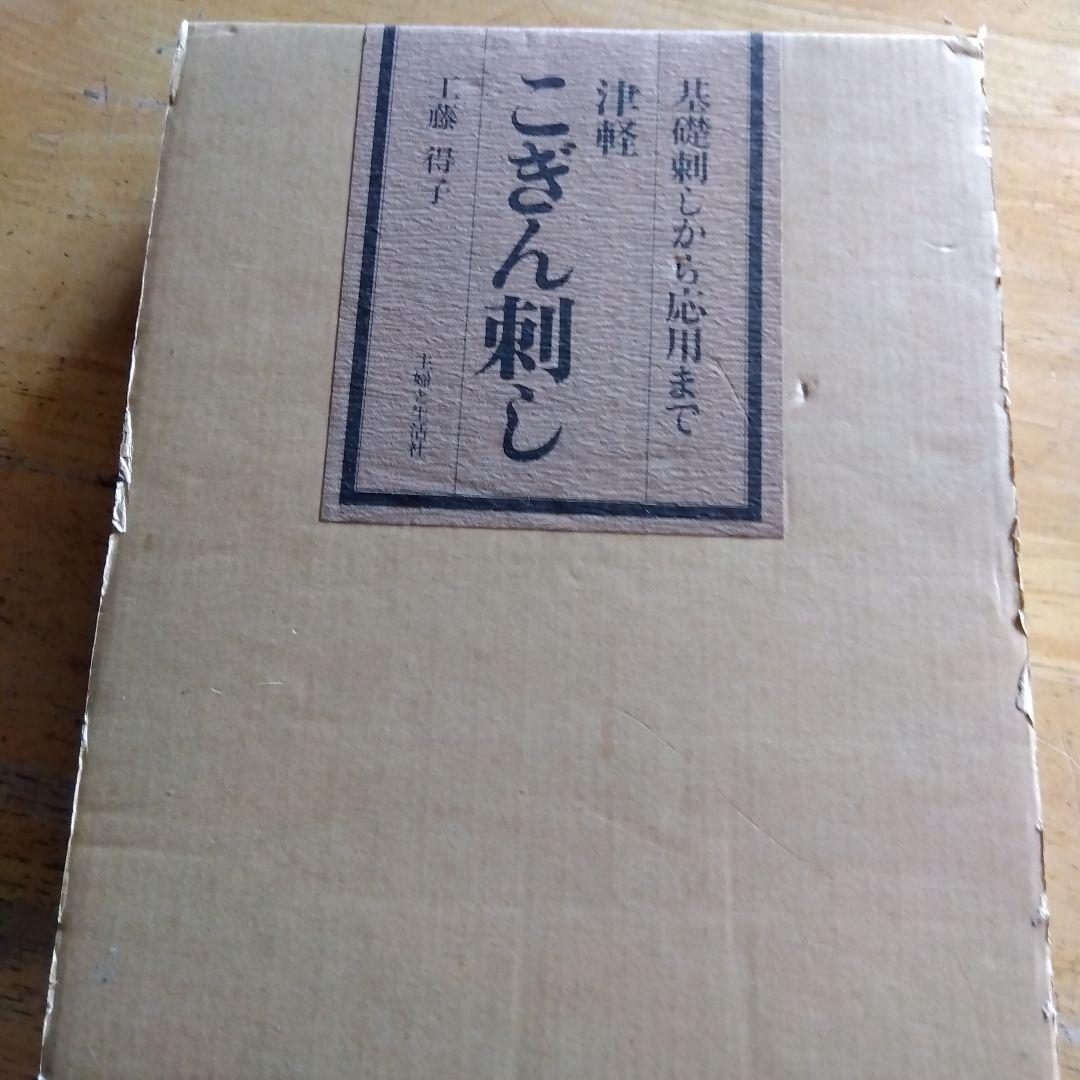 基礎刺しから応用まで
津軽
こぎん刺し
工藤 得子
主婦と生活社